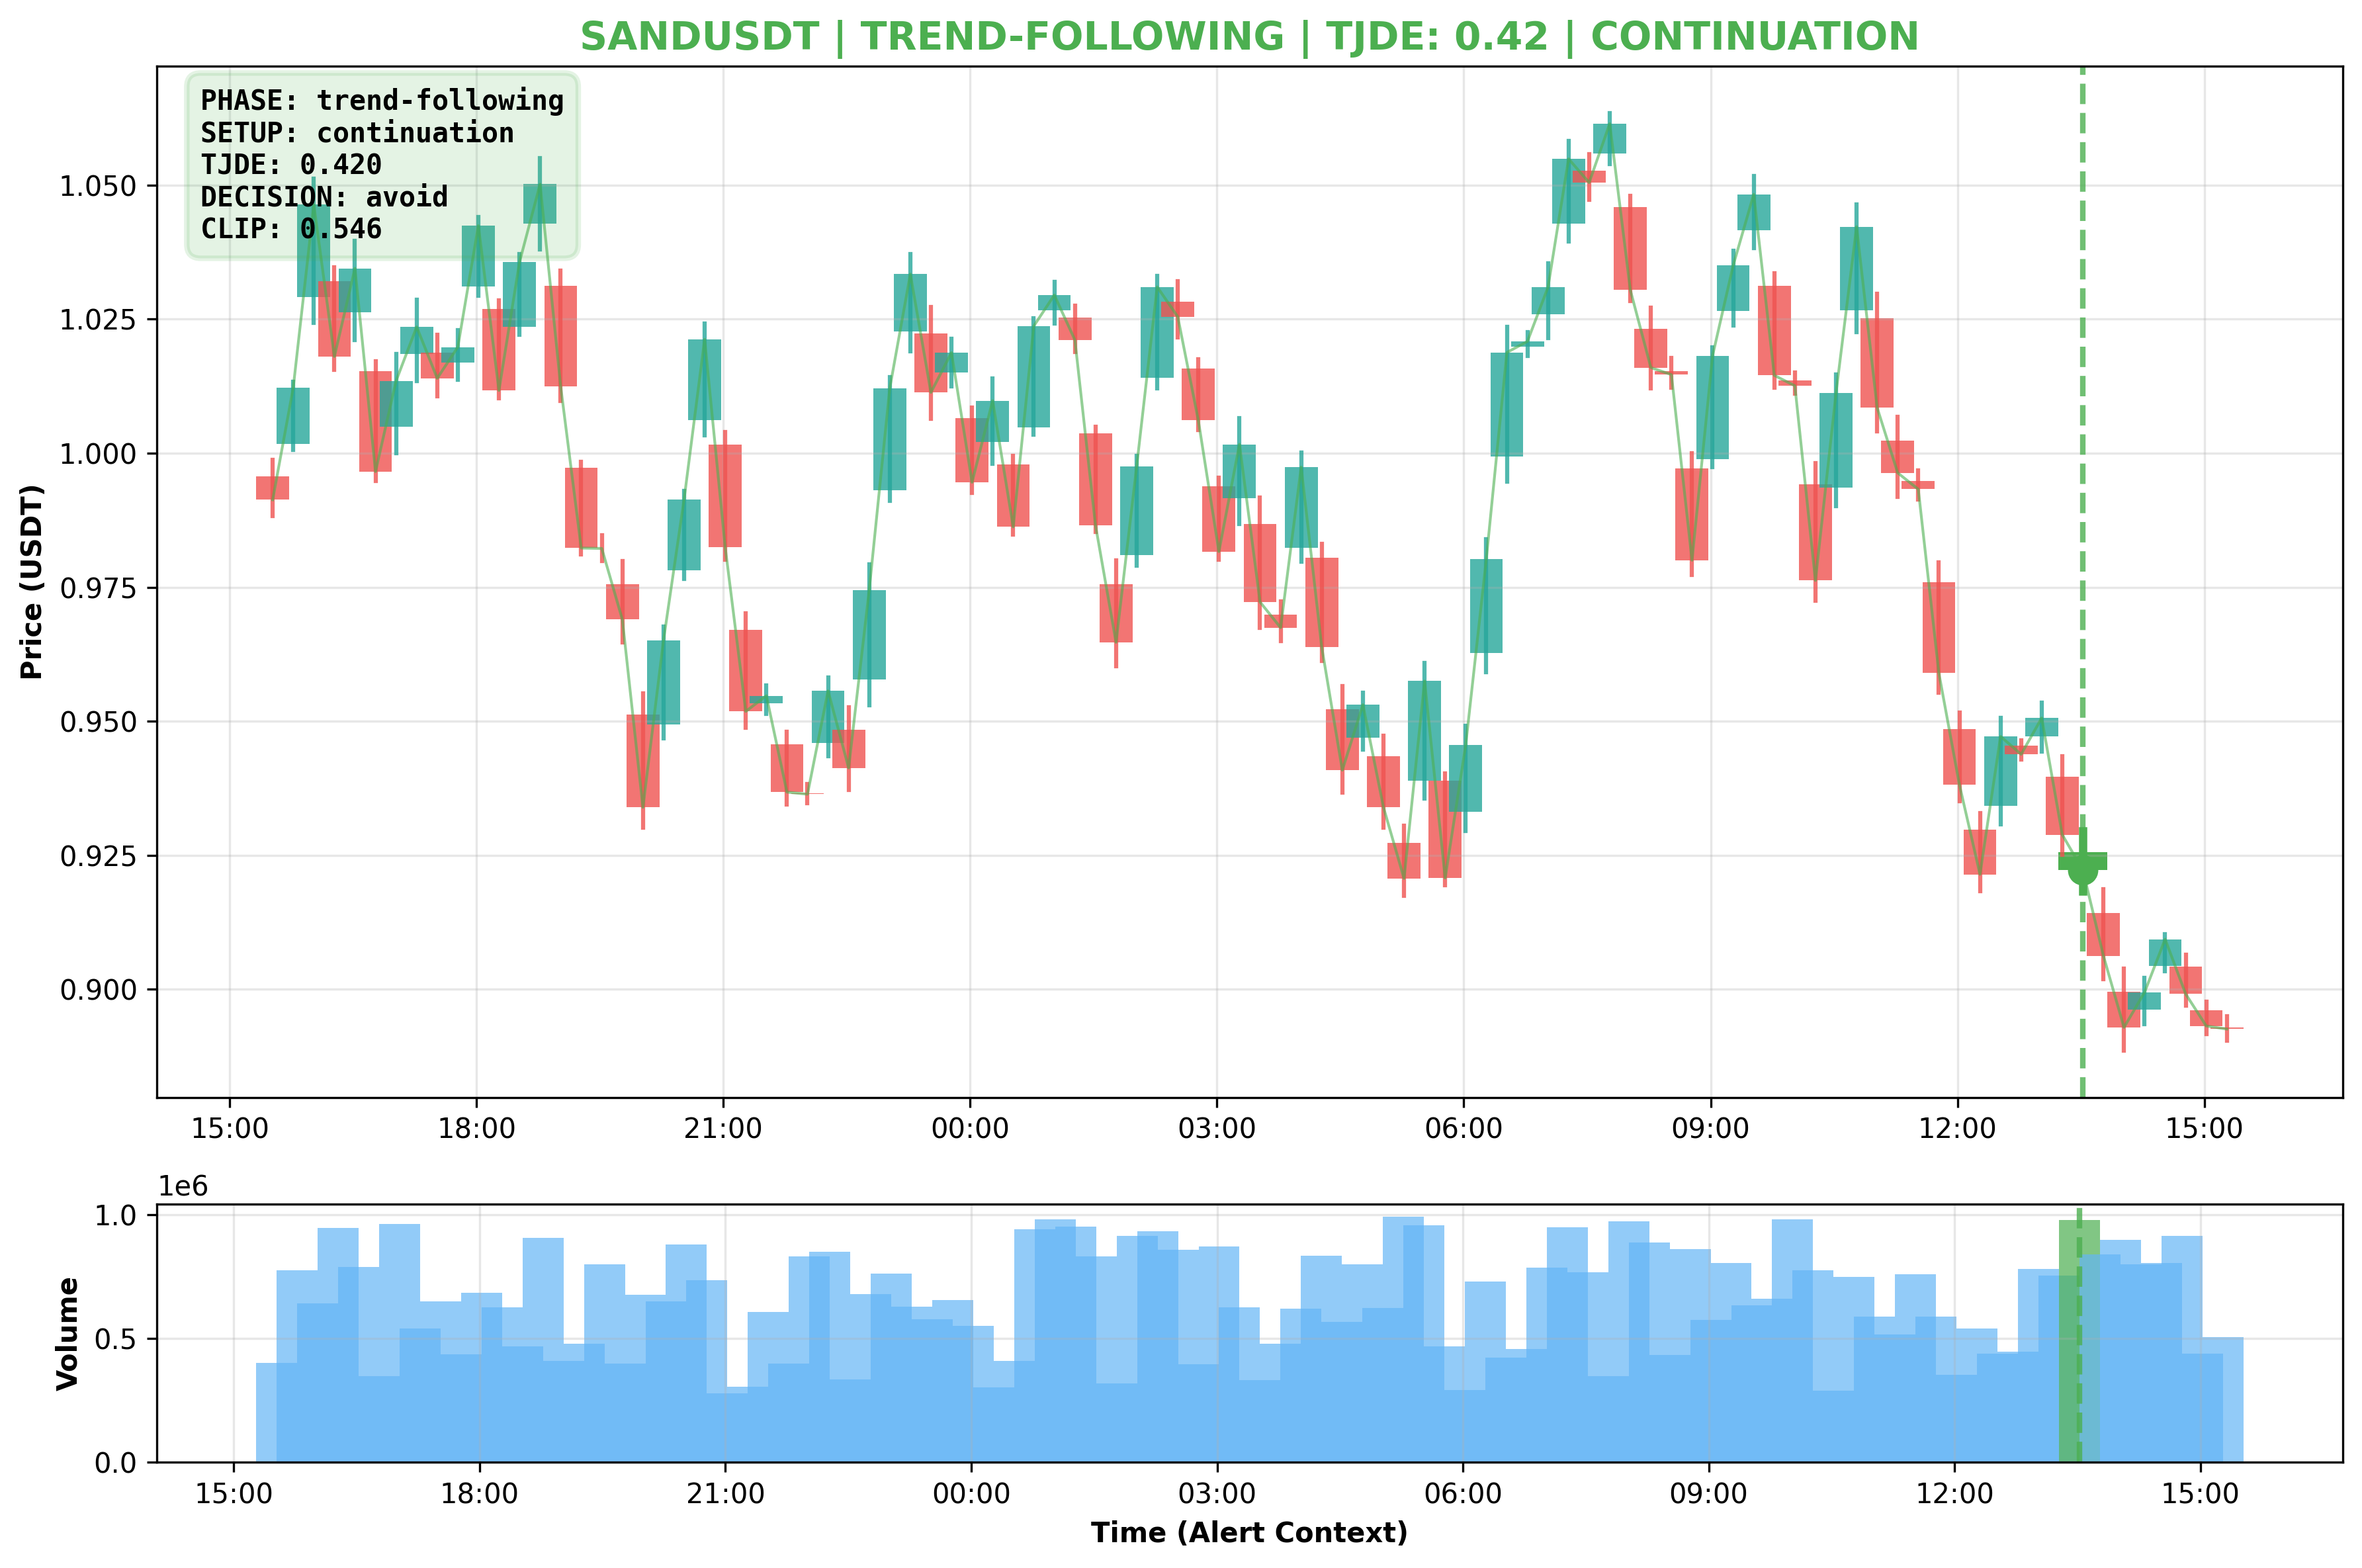 SANDUSDT | TREND-FOLLOWING | TJDE: 0.42 | CONTINUATION
PHASE: trend-following
SETUP: continuation
TJDE: 0.420
DECISION: avoid
CLIP: 0.546
Price (USDT)
1.050
1.025
1.000
0.975
0.950
0.925
0.900
15:00 18:00 21:00 00:00 03:00 06:00 09:00 12:00 15:00
1e6
Volume
1.0
0.5
0.0
15:00 18:00 21:00 00:00 03:00 06:00 09:00 12:00 15:00
Time (Alert Context)